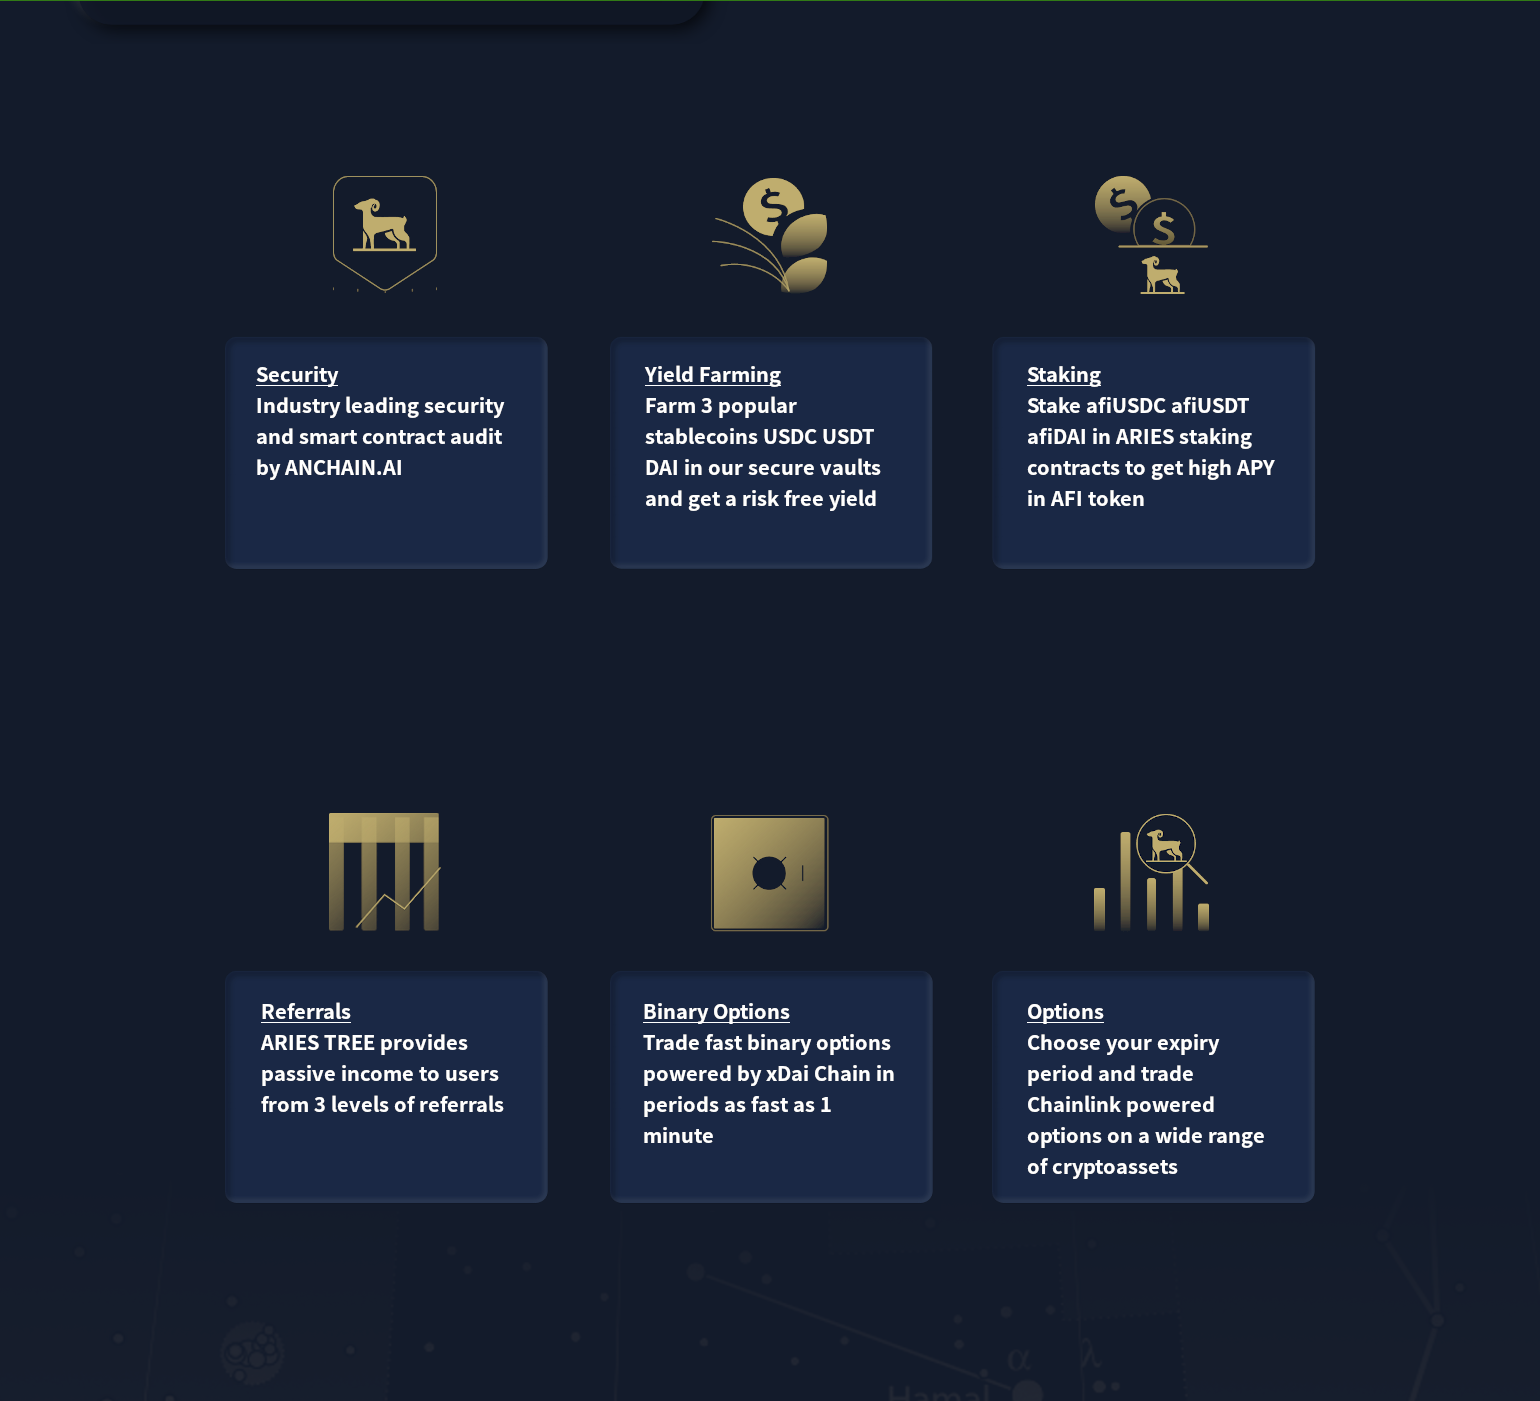 Security
Industry leading security
and smart contract audit
by ANCHAIN.AI
Yield Farming
Farm 3 popular
stablecoins USDC USDT
DAI in our secure vaults
and get a risk free yield
Staking
Stake afiUSDC afiUSDT
afiDAI in ARIES staking
contracts to get high APY
in AFI token
Referrals
ARIES TREE provides
passive income to users
from 3 levels of referrals
Binary Options
Trade fast binary options
powered by xDai Chain in
periods as fast as 1
minute
Options
Choose your expiry
period and trade
Chainlink powered
options on a wide range
of cryptoassets
α λ
Hamal